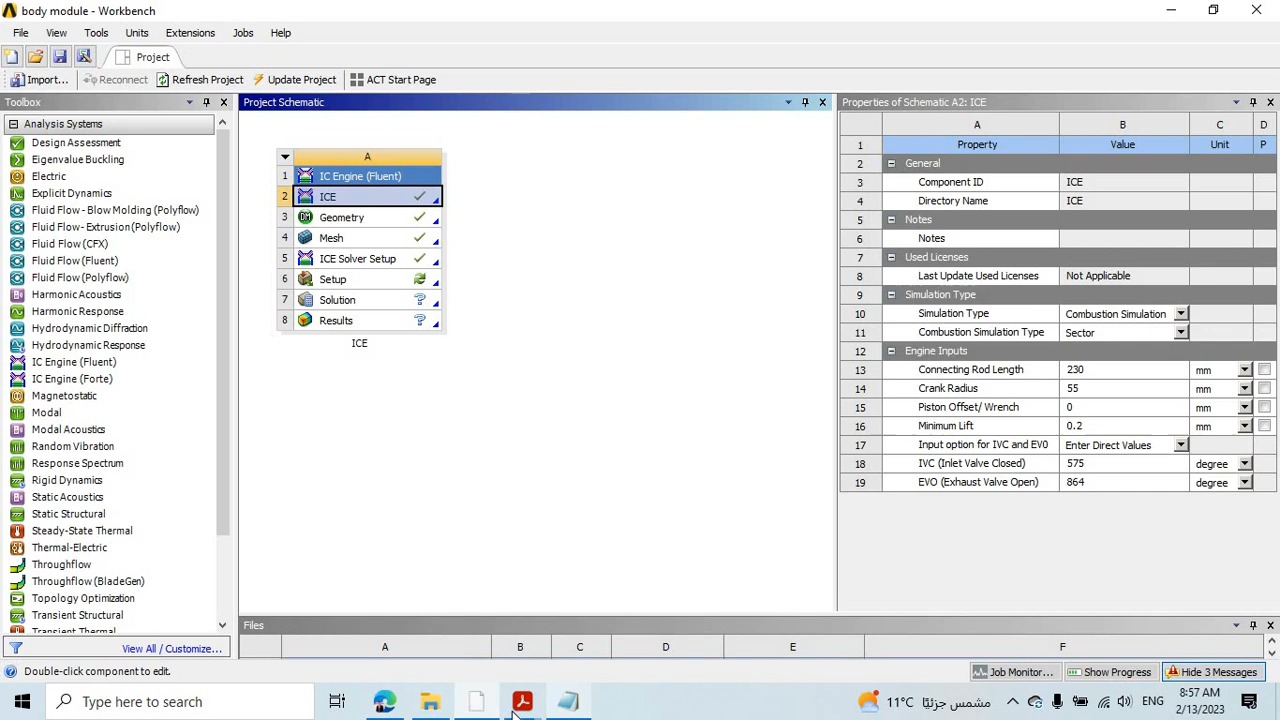 body module - Workbench
File View Tools Units Extensions Jobs Help
Project
Import... Reconnect Refresh Project Update Project ACT Start Page
Toolbox
Analysis Systems
Design Assessment
Eigenvalue Buckling
Electric
Explicit Dynamics
Fluid Flow - Blow Molding (Polyflow)
Fluid Flow - Extrusion (Polyflow)
Fluid Flow (CFX)
Fluid Flow (Fluent)
Fluid Flow (Polyflow)
Harmonic Acoustics
Harmonic Response
Hydrodynamic Diffraction
Hydrodynamic Response
IC Engine (Fluent)
IC Engine (Forte)
Magnetostatic
Modal
Modal Acoustics
Random Vibration
Response Spectrum
Rigid Dynamics
Static Acoustics
Static Structural
Steady-State Thermal
Thermal-Electric
Throughflow
Throughflow (BladeGen)
Topology Optimization
Transient Structural
Transient Thermal
View All / Customize...
Project Schematic
A
1 IC Engine (Fluent)
2 ICE
3 Geometry
4 Mesh
5 ICE Solver Setup
6 Setup
7 Solution ?
8 Results ?
ICE
Properties of Schematic A2: ICE
A B C D
1 Property Value Unit P
2 General
3 Component ID ICE
4 Directory Name ICE
5 Notes
6 Notes
7 Used Licenses
8 Last Update Used Licenses Not Applicable
9 Simulation Type
10 Simulation Type Combustion Simulation
11 Combustion Simulation Type Sector
12 Engine Inputs
13 Connecting Rod Length 230 mm
14 Crank Radius 55 mm
15 Piston Offset/ Wrench 0 mm
16 Minimum Lift 0.2 mm
17 Input option for IVC and EV0 Enter Direct Values
18 IVC (Inlet Valve Closed) 575 degree
19 EVO (Exhaust Valve Open) 864 degree
Files
A B C D E F
Double-click component to edit.
Job Monitor... Show Progress Hide 3 Messages
Type here to search
11°C مشمس جزئيًا
ENG
8:57 AM
2/13/2023